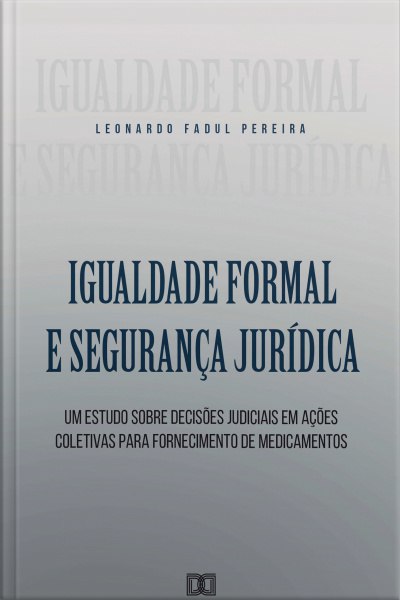 IGUALDADE FORMAL
LEONARDO FADUL PEREIRA
E SEGURANÇA JURÍDICA
IGUALDADE FORMAL
E SEGURANÇA JURÍDICA
UM ESTUDO SOBRE DECISÕES JUDICIAIS EM AÇÕES
COLETIVAS PARA FORNECIMENTO DE MEDICAMENTOS